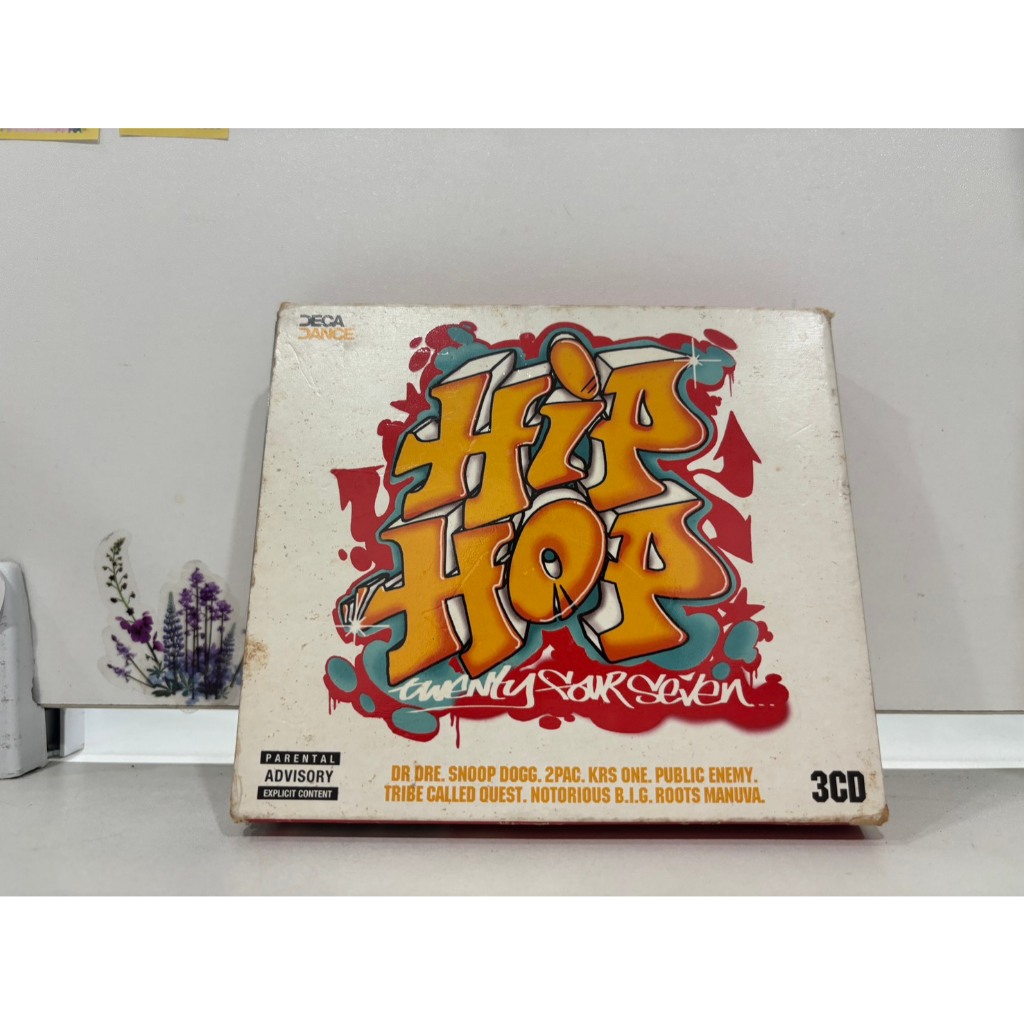 DECA
DANCE
HiP
HOP
twenty four seven...
PARENTAL
ADVISORY
EXPLICIT CONTENT
DR DRE. SNOOP DOGG. 2PAC. KRS ONE. PUBLIC ENEMY.
TRIBE CALLED QUEST. NOTORIOUS B.I.G. ROOTS MANUVA.
3CD